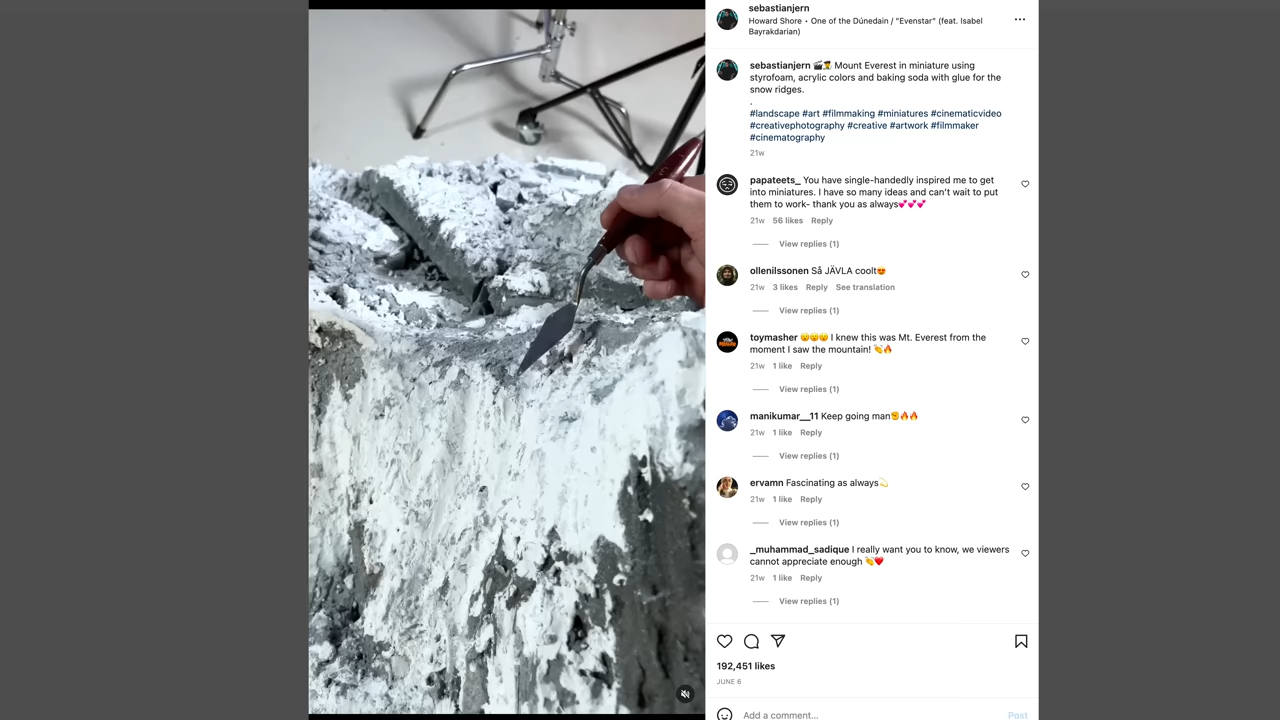 sebastianjern
Howard Shore • One of the Dúnedain / "Evenstar" (feat. Isabel
Bayrakdarian)
sebastianjern 🎬👨‍🎨 Mount Everest in miniature using
styrofoam, acrylic colors and baking soda with glue for the
snow ridges.
.
#landscape #art #filmmaking #miniatures #cinematicvideo
#creativephotography #creative #artwork #filmmaker
#cinematography
21w
papateets_ You have single-handedly inspired me to get
into miniatures. I have so many ideas and can't wait to put
them to work- thank you as always💕💕💕
21w 56 likes Reply
View replies (1)
ollenilssonen Så JÄVLA coolt😍
21w 3 likes Reply See translation
View replies (1)
toymasher 😮😮😮 I knew this was Mt. Everest from the
moment I saw the mountain! 👏🔥
21w 1 like Reply
View replies (1)
manikumar__11 Keep going man✊🔥🔥
21w 1 like Reply
View replies (1)
ervamn Fascinating as always💫
21w 1 like Reply
View replies (1)
_muhammad_sadique I really want you to know, we viewers
cannot appreciate enough 👏❤️
21w 1 like Reply
View replies (1)
192,451 likes
JUNE 6
Add a comment...
Post